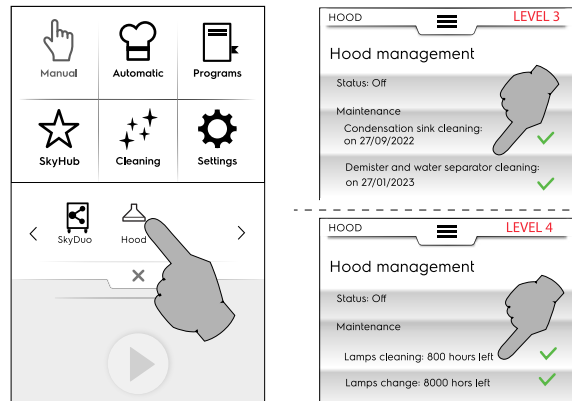 Manual Automatic Programs
SkyHub Cleaning Settings
SkyDuo Hood
HOOD LEVEL 3
Hood management
Status: Off
Maintenance
Condensation sink cleaning:
on 27/09/2022
Demister and water separator cleaning:
on 27/01/2023
HOOD LEVEL 4
Hood management
Status: Off
Maintenance
Lamps cleaning: 800 hours left
Lamps change: 8000 hors left